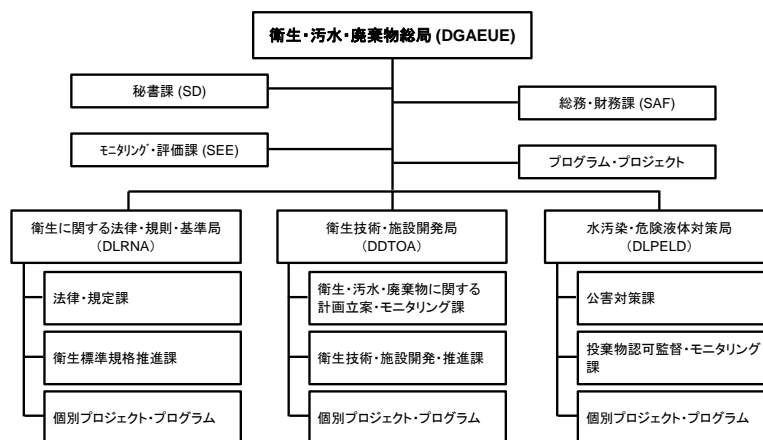 衛生・汚水・廃棄物総局 (DGAEUE)
秘書課 (SD)
総務・財務課 (SAF)
モニタリング・評価課 (SEE)
プログラム・プロジェクト
衛生に関する法律・規則・基準局
(DLRNA)
法律・規定課
衛生標準規格推進課
個別プロジェクト・プログラム
衛生技術・施設開発局
(DDTOA)
衛生・汚水・廃棄物に関する
計画立案・モニタリング課
衛生技術・施設開発・推進課
個別プロジェクト・プログラム
水汚染・危険液体対策局
(DLPELD)
公害対策課
投棄物認可監督・モニタリング
課
個別プロジェクト・プログラム